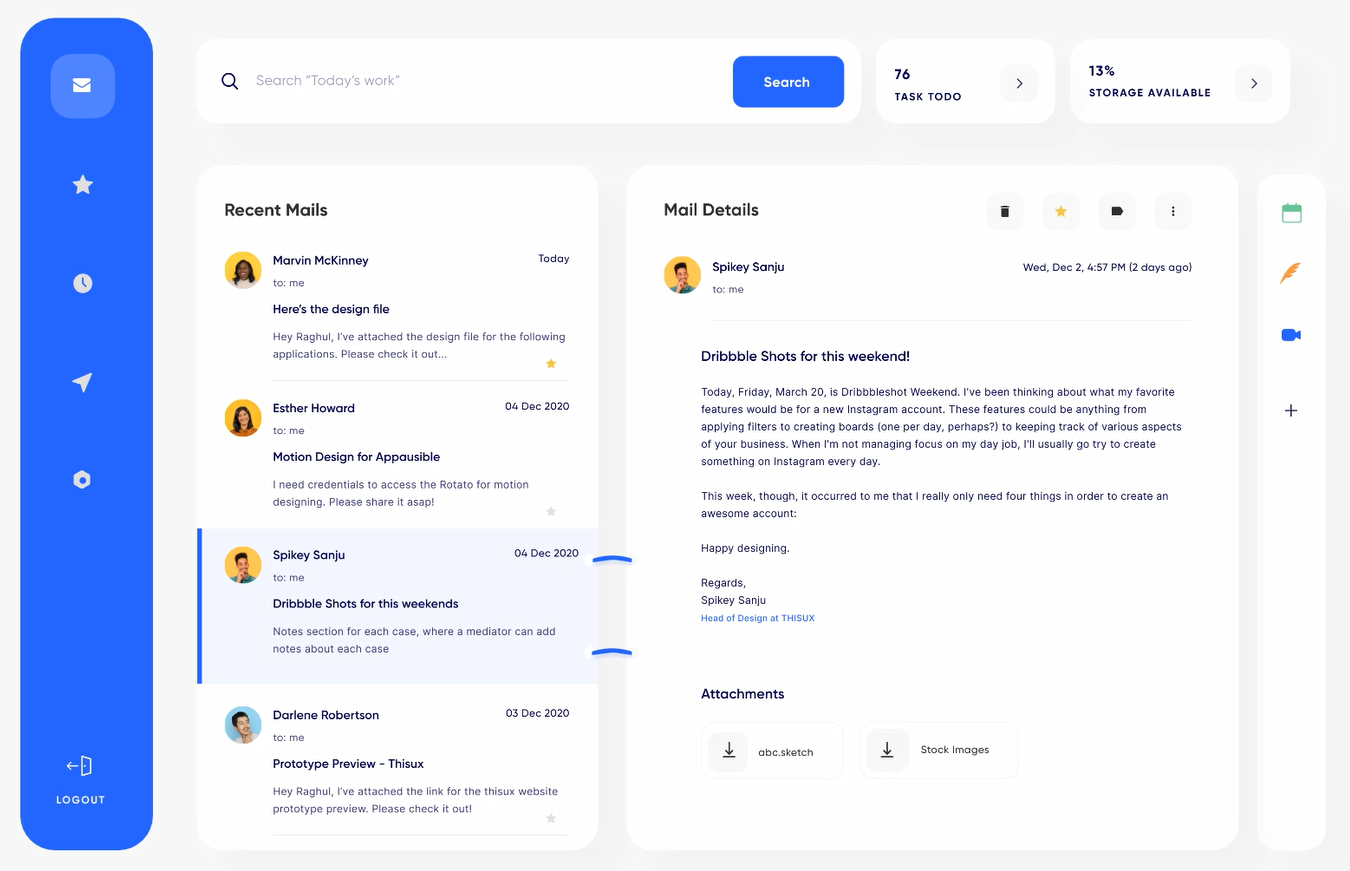 Search “Today’s work”
Search
76
TASK TODO
13%
STORAGE AVAILABLE
Recent Mails
Marvin McKinney
Today
to: me
Here’s the design file
Hey Raghul, I’ve attached the design file for the following
applications. Please check it out...
Esther Howard
04 Dec 2020
to: me
Motion Design for Appausible
I need credentials to access the Rotato for motion
designing. Please share it asap!
Spikey Sanju
04 Dec 2020
to: me
Dribbble Shots for this weekends
Notes section for each case, where a mediator can add
notes about each case
Darlene Robertson
03 Dec 2020
to: me
Prototype Preview - Thisux
Hey Raghul, I’ve attached the link for the thisux website
prototype preview. Please check it out!
Mail Details
Spikey Sanju
Wed, Dec 2, 4:57 PM (2 days ago)
to: me
Dribbble Shots for this weekend!
Today, Friday, March 20, is Dribbbleshot Weekend. I've been thinking about what my favorite
features would be for a new Instagram account. These features could be anything from
applying filters to creating boards (one per day, perhaps?) to keeping track of various aspects
of your business. When I'm not managing focus on my day job, I'll usually go try to create
something on Instagram every day.
This week, though, it occurred to me that I really only need four things in order to create an
awesome account:
Happy designing.
Regards,
Spikey Sanju
Head of Design at THISUX
Attachments
abc.sketch
Stock Images
LOGOUT